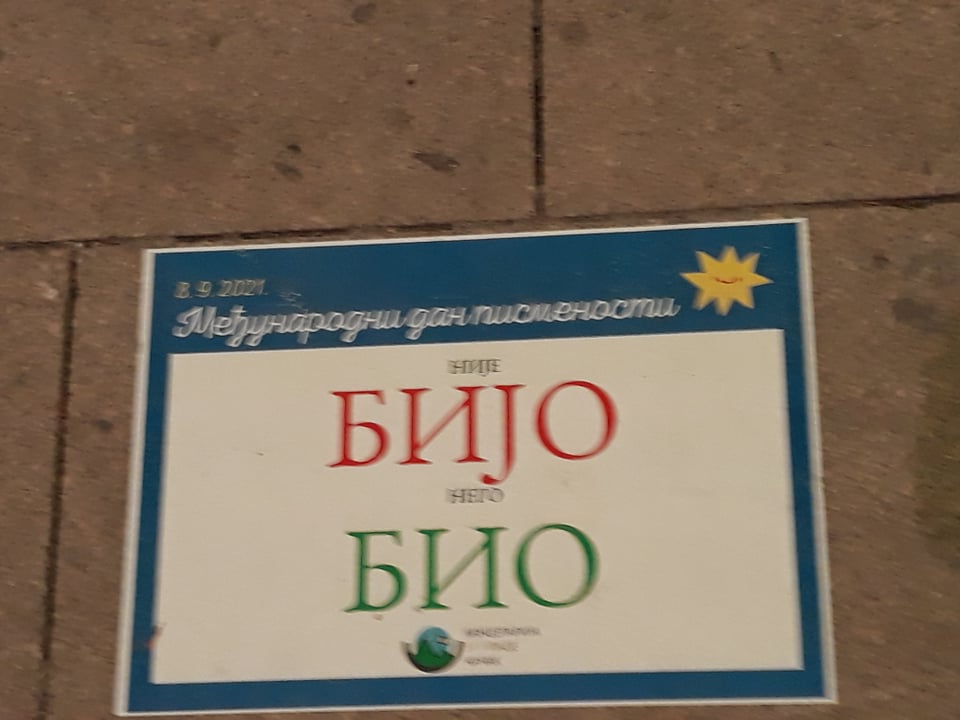 8. 9. 2021.
Међународни дан писмености
НИЈЕ
БИЈО
НЕГО
БИО